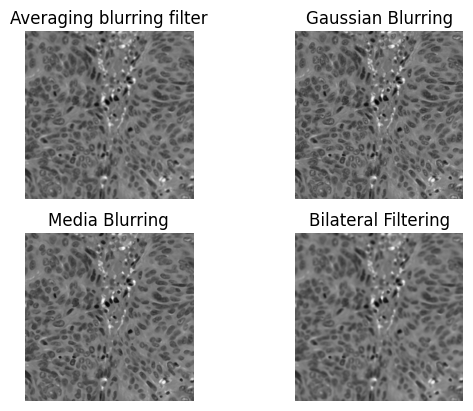 Averaging blurring filter
Gaussian Blurring
Media Blurring
Bilateral Filtering